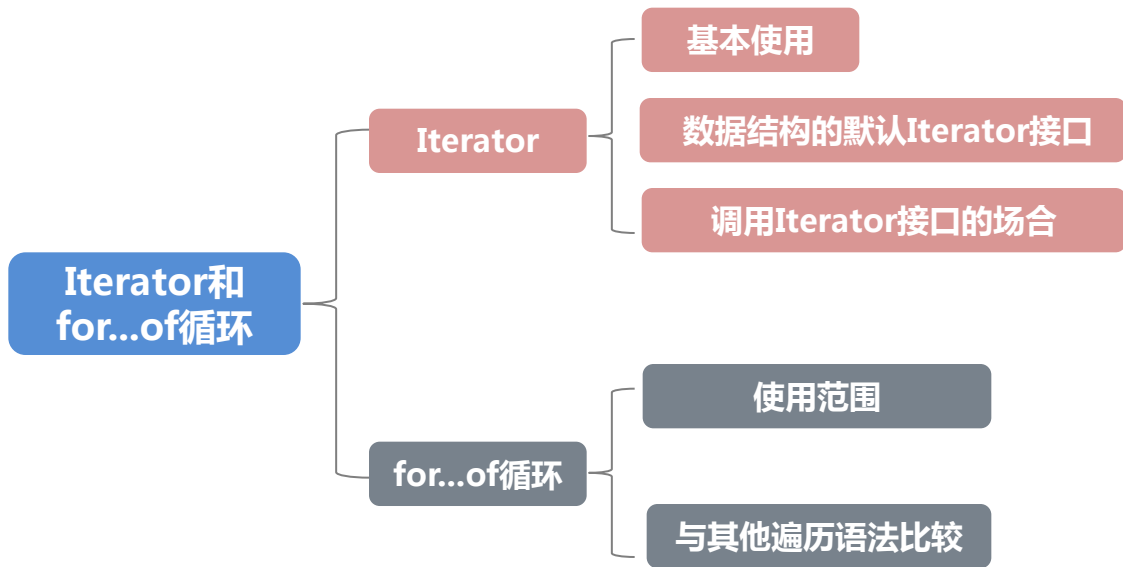 Iterator和
for...of循环
Iterator
基本使用
数据结构的默认Iterator接口
调用Iterator接口的场合
for...of循环
使用范围
与其他遍历语法比较